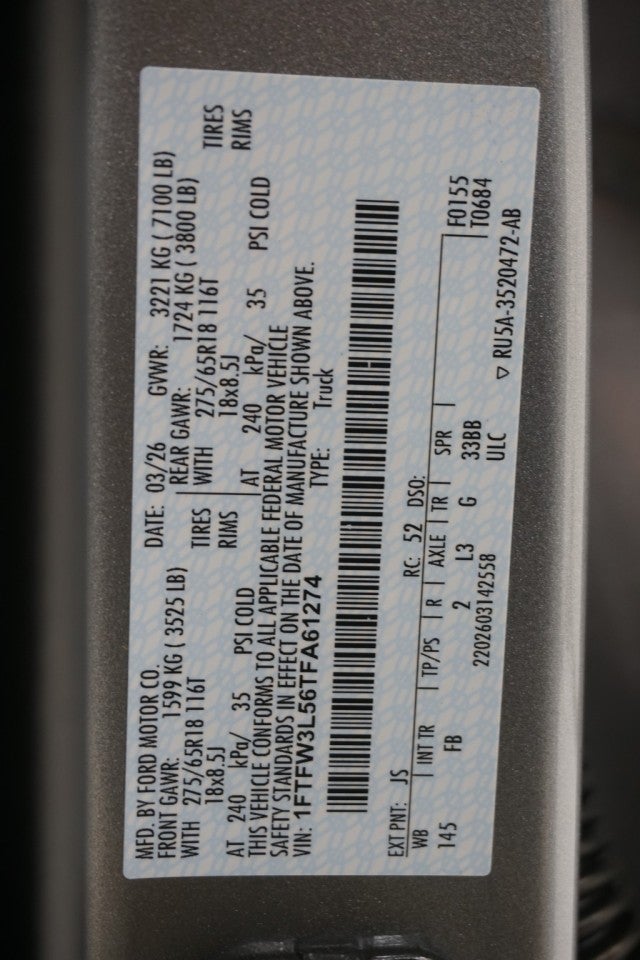 MFD. BY FORD MOTOR CO. DATE: 03/26 GVWR: 3221 KG ( 7100 LB)
FRONT GAWR: 1599 KG ( 3525 LB) REAR GAWR: 1724 KG ( 3800 LB)
WITH 275/65R18 116T TIRES WITH 275/65R18 116T TIRES
18x8.5J RIMS 18x8.5J RIMS
AT 240 kPa/ 35 PSI COLD AT 240 kPa/ 35 PSI COLD
THIS VEHICLE CONFORMS TO ALL APPLICABLE FEDERAL MOTOR VEHICLE
SAFETY STANDARDS IN EFFECT ON THE DATE OF MANUFACTURE SHOWN ABOVE.
VIN: 1FTFW3L56TFA61274 TYPE: Truck
EXT PNT: JS RC: 52 DSO: F0155
WB INT TR TP/PS R AXLE TR SPR T0684
145 FB 2 L3 G 33BB
2202603142558 ULC ▽ RU5A-3520472-AB